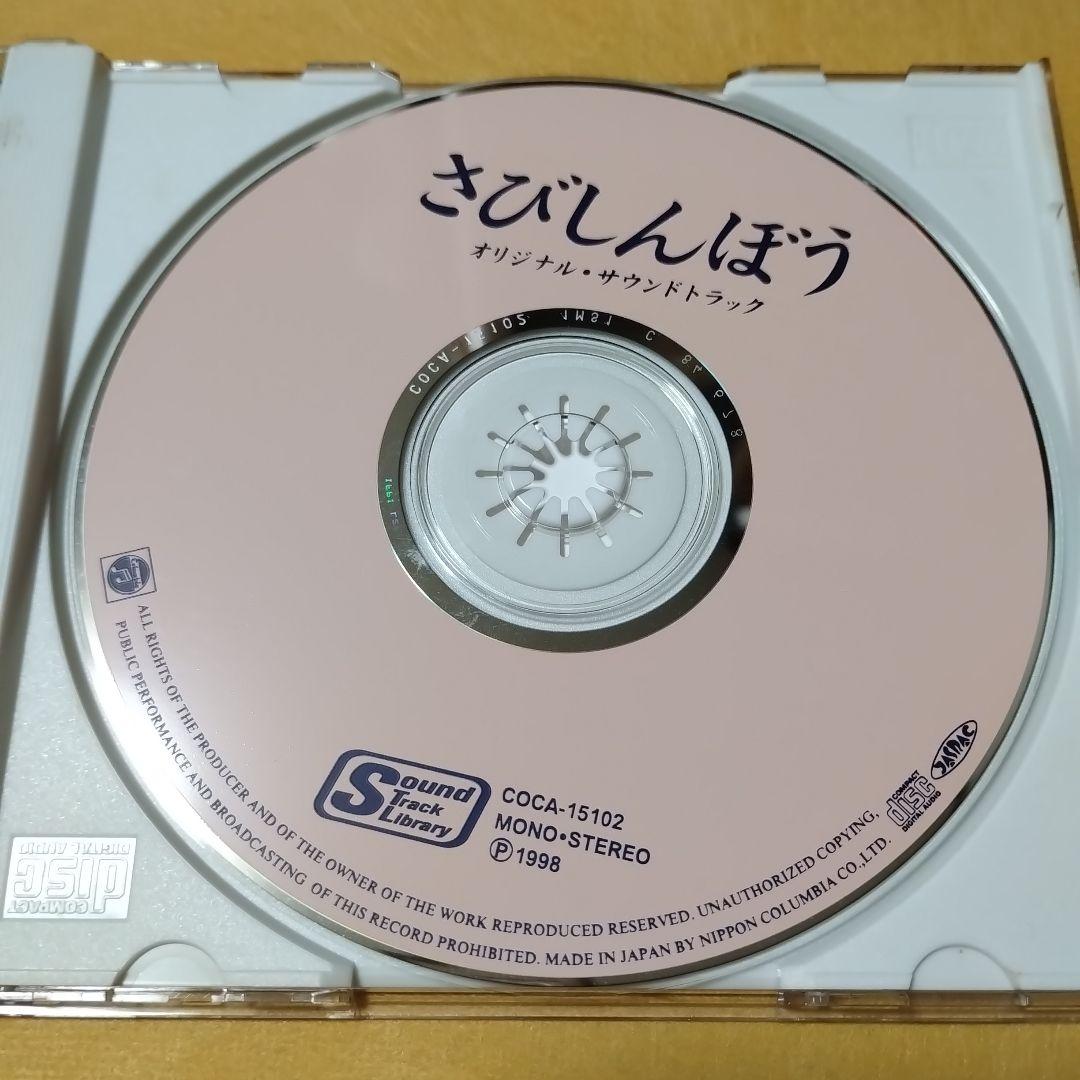 さびしんぼう
オリジナル・サウンドトラック
COCA-15102 1M81 C
Sound
Track
Library
COCA-15102
MONO•STEREO
Ⓟ1998
COMPACT
disc
DIGITAL AUDIO
JASRAC
ALL RIGHTS OF THE PRODUCER AND OF THE OWNER OF THE WORK REPRODUCED RESERVED. UNAUTHORIZED COPYING,
PUBLIC PERFORMANCE AND BROADCASTING OF THIS RECORD PROHIBITED. MADE IN JAPAN BY NIPPON COLUMBIA CO.,LTD.
COMPACT
disc
DIGITAL AUDIO